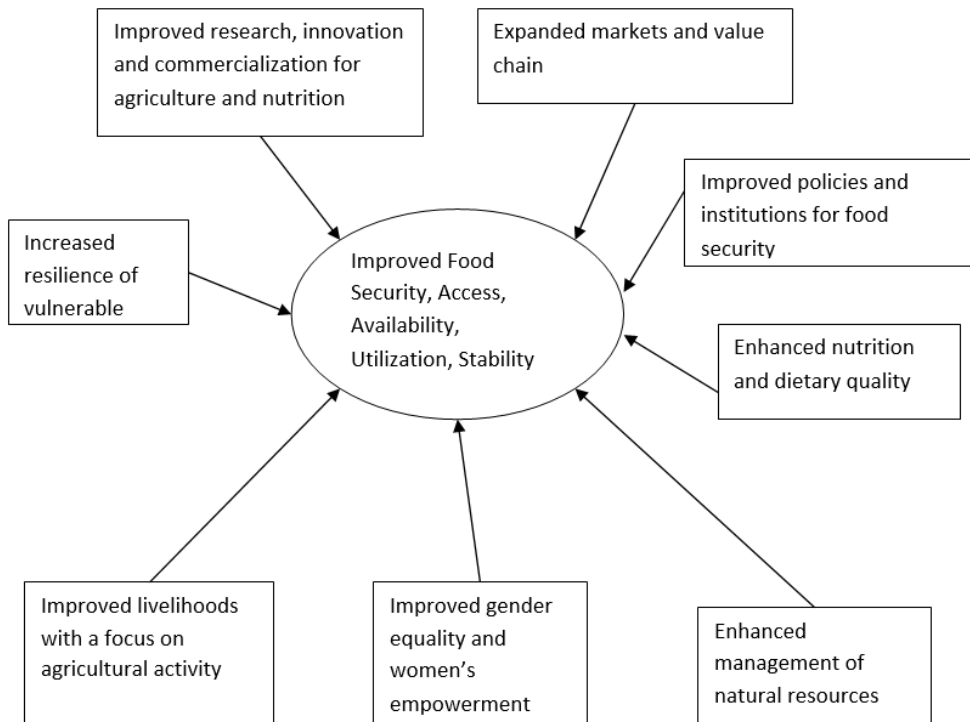 Improved research, innovation
and commercialization for
agriculture and nutrition
Expanded markets and value
chain
Improved policies and
institutions for food
security
Increased
resilience of
vulnerable
Improved Food
Security, Access,
Availability,
Utilization, Stability
Enhanced nutrition
and dietary quality
Improved livelihoods
with a focus on
agricultural activity
Improved gender
equality and
women’s
empowerment
Enhanced
management of
natural resources